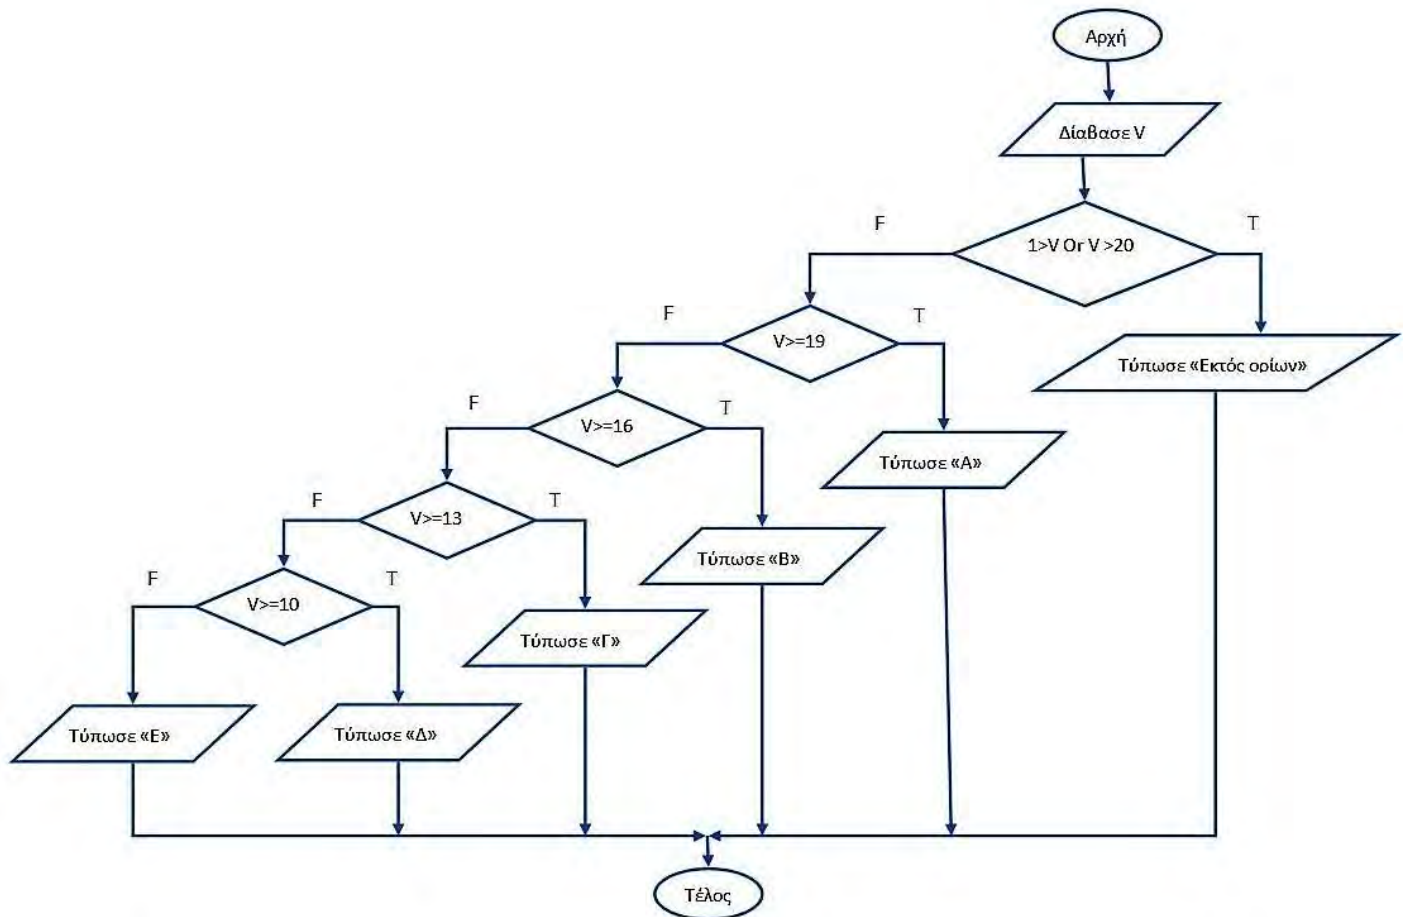 Αρχή
Δίαβασε V
F
T
1>V Or V >20
F
T
V>=19
Τύπωσε «Εκτός ορίων»
F
T
V>=16
Τύπωσε «Α»
F
T
V>=13
Τύπωσε «Β»
F
T
V>=10
Τύπωσε «Γ»
Τύπωσε «Ε»
Τύπωσε «Δ»
Τέλος